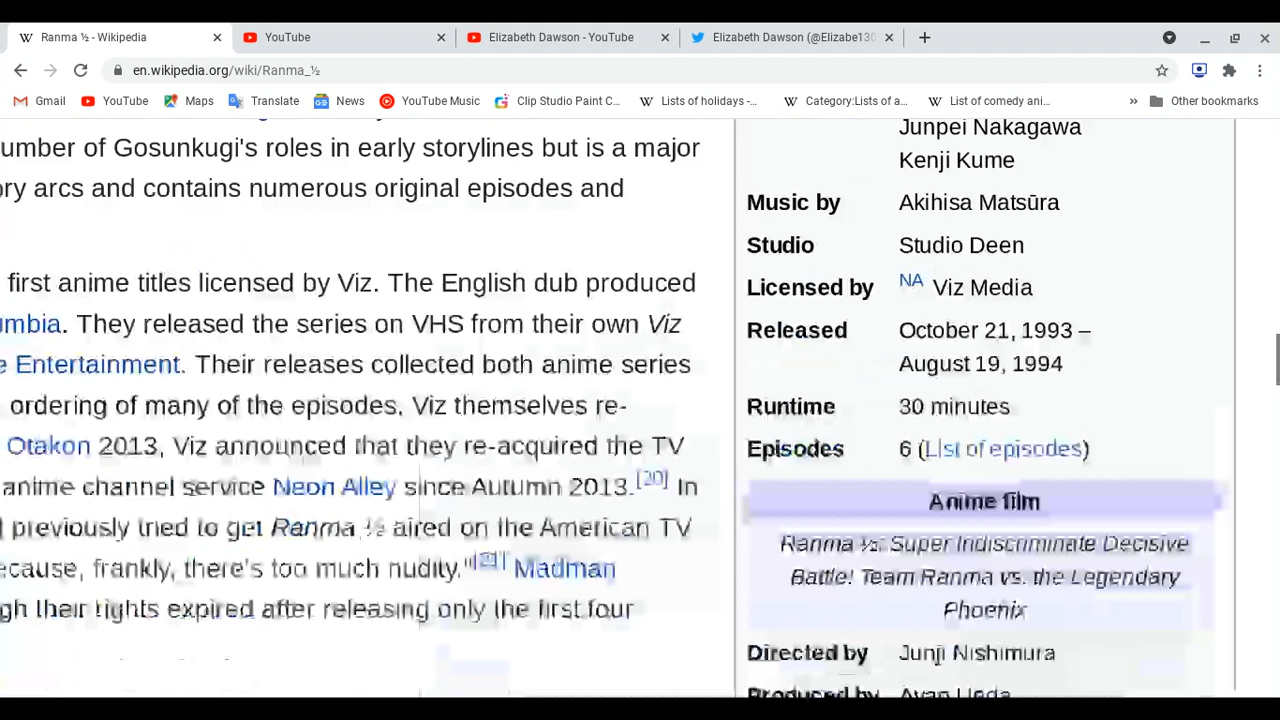 Ranma ½ - Wikipedia
YouTube
Elizabeth Dawson - YouTube
Elizabeth Dawson (@Elizabe130
en.wikipedia.org/wiki/Ranma_½
Gmail YouTube Maps Translate News YouTube Music Clip Studio Paint C... Lists of holidays -... Category:Lists of a... List of comedy ani... » Other bookmarks
umber of Gosunkugi's roles in early storylines but is a major
ory arcs and contains numerous original episodes and
first anime titles licensed by Viz. The English dub produced
umbia. They released the series on VHS from their own Viz
e Entertainment. Their releases collected both anime series
ordering of many of the episodes. Viz themselves re-
Otakon 2013, Viz announced that they re-acquired the TV
anime channel service Neon Alley since Autumn 2013.[20] In
previously tried to get Ranma ½ aired on the American TV
ecause, frankly, there's too much nudity."[21] Madman
gh their rights expired after releasing only the first four
Junpei Nakagawa
Kenji Kume
Music by Akihisa Matsūra
Studio Studio Deen
Licensed by NA Viz Media
Released October 21, 1993 –
August 19, 1994
Runtime 30 minutes
Episodes 6 (List of episodes)
Anime film
Ranma ½: Super Indiscriminate Decisive
Battle! Team Ranma vs. the Legendary
Phoenix
Directed by Junji Nishimura
Produced by Ayao Ueda